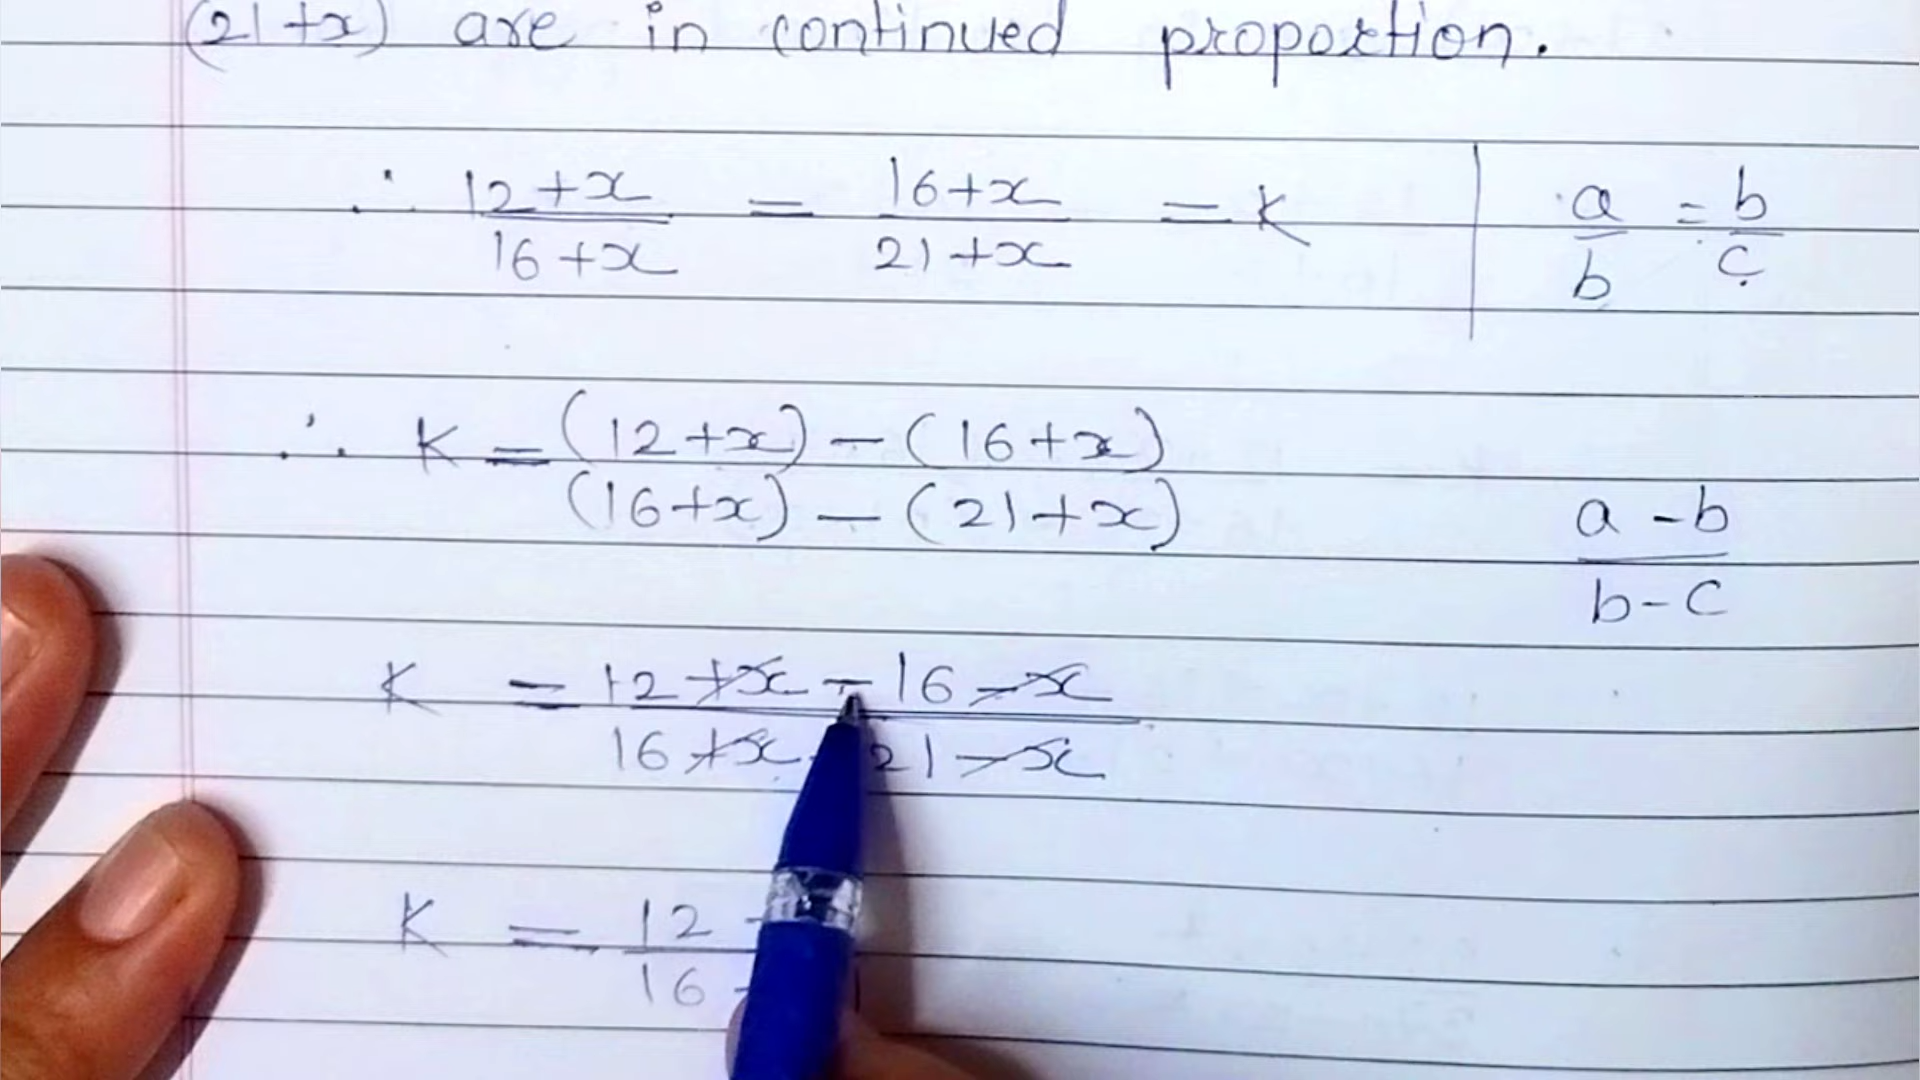 (21+x) are in continued proportion.
∴ 12+x/16+x = 16+x/21+x = K
a/b = b/c
∴ K = (12+x) - (16+x)/(16+x) - (21+x)
a - b/b - c
K = 12+x - 16 - x/16+x - 21 - x
K = 12 -/16 -